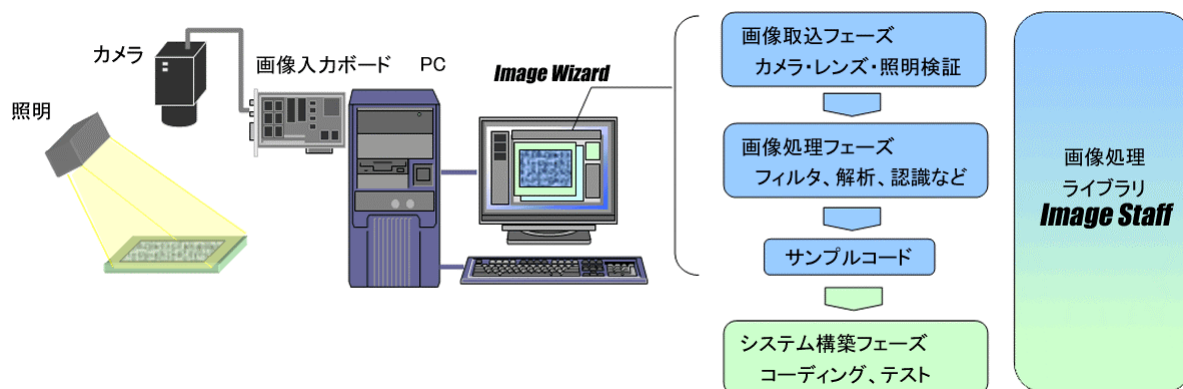 カメラ
画像入力ボード
PC
照明
Image Wizard
画像取込フェーズ
カメラ・レンズ・照明検証
画像処理フェーズ
フィルタ、解析、認識など
サンプルコード
システム構築フェーズ
コーディング、テスト
画像処理
ライブラリ
Image Staff